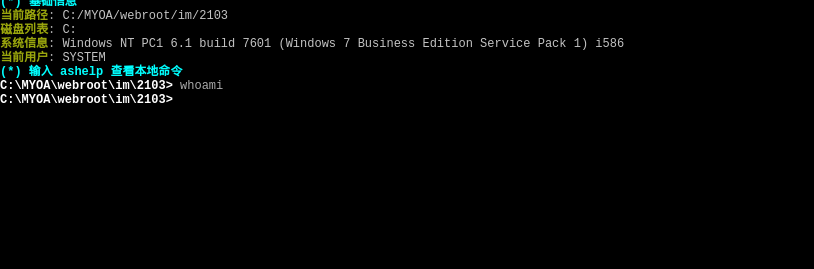 (*) 基础信息
当前路径: C:/MYOA/webroot/im/2103
磁盘列表: C:
系统信息: Windows NT PC1 6.1 build 7601 (Windows 7 Business Edition Service Pack 1) i586
当前用户: SYSTEM
(*) 输入 ashelp 查看本地命令
C:\MYOA\webroot\im\2103> whoami
C:\MYOA\webroot\im\2103>